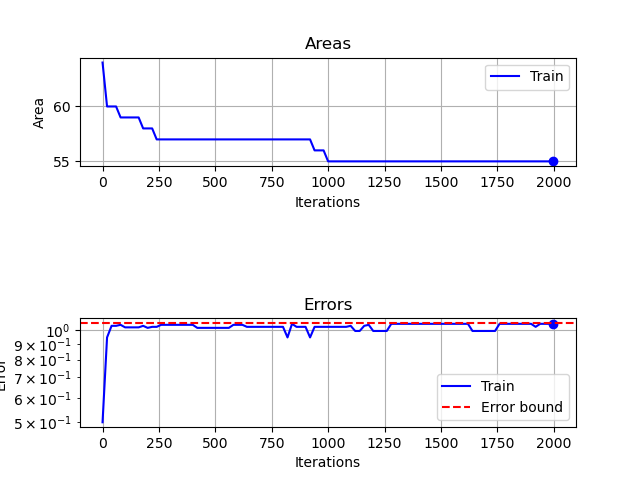 Areas
Train
Area
60
55
0 250 500 750 1000 1250 1500 1750 2000
Iterations
Errors
10⁰
9 × 10⁻¹
8 × 10⁻¹
7 × 10⁻¹
6 × 10⁻¹
5 × 10⁻¹
Error
Train
Error bound
0 250 500 750 1000 1250 1500 1750 2000
Iterations